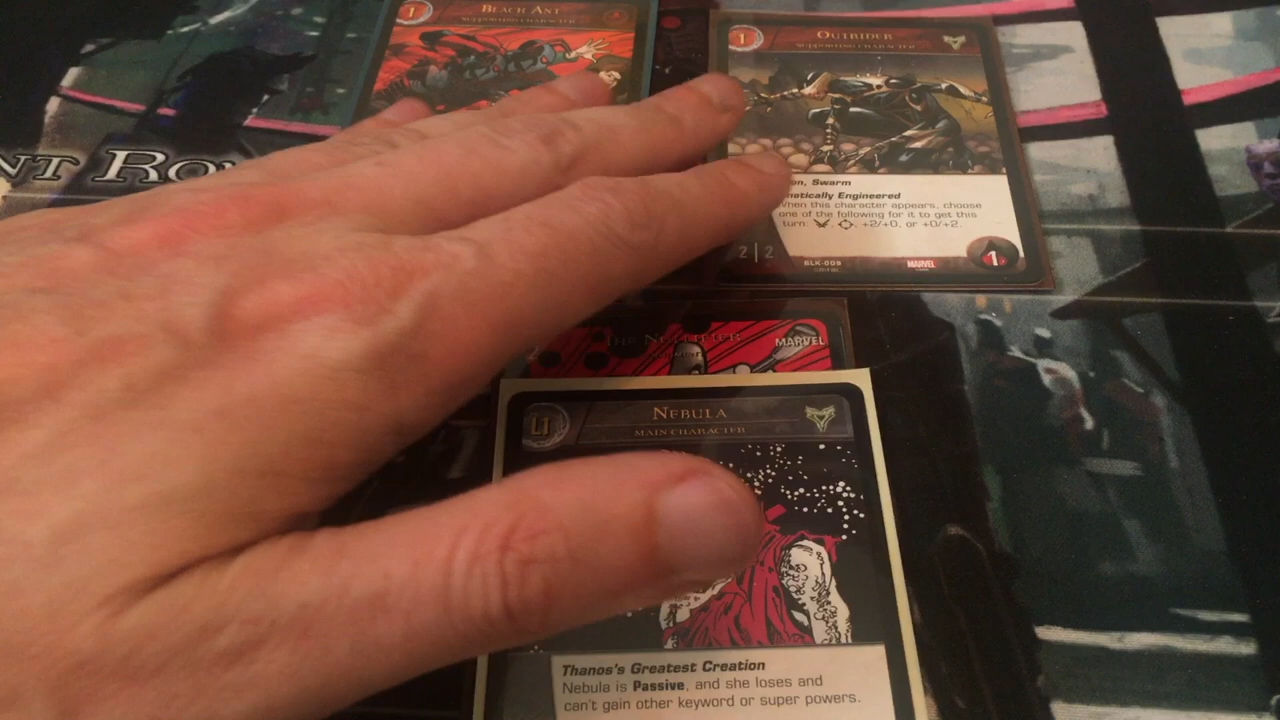 1
BLACK ANT
SUPPORTING CHARACTER
1
OUTRIDER
SUPPORTING CHARACTER
NT RO
on, Swarm
netically Engineered
When this character appears, choose
one of the following for it to get this
turn: , , +2/+0, or +0/+2.
2|2
BLK-009
MARVEL
1
MARVEL
L1
NEBULA
MAIN CHARACTER
Thanos's Greatest Creation
Nebula is Passive, and she loses and
can't gain other keyword or super powers.